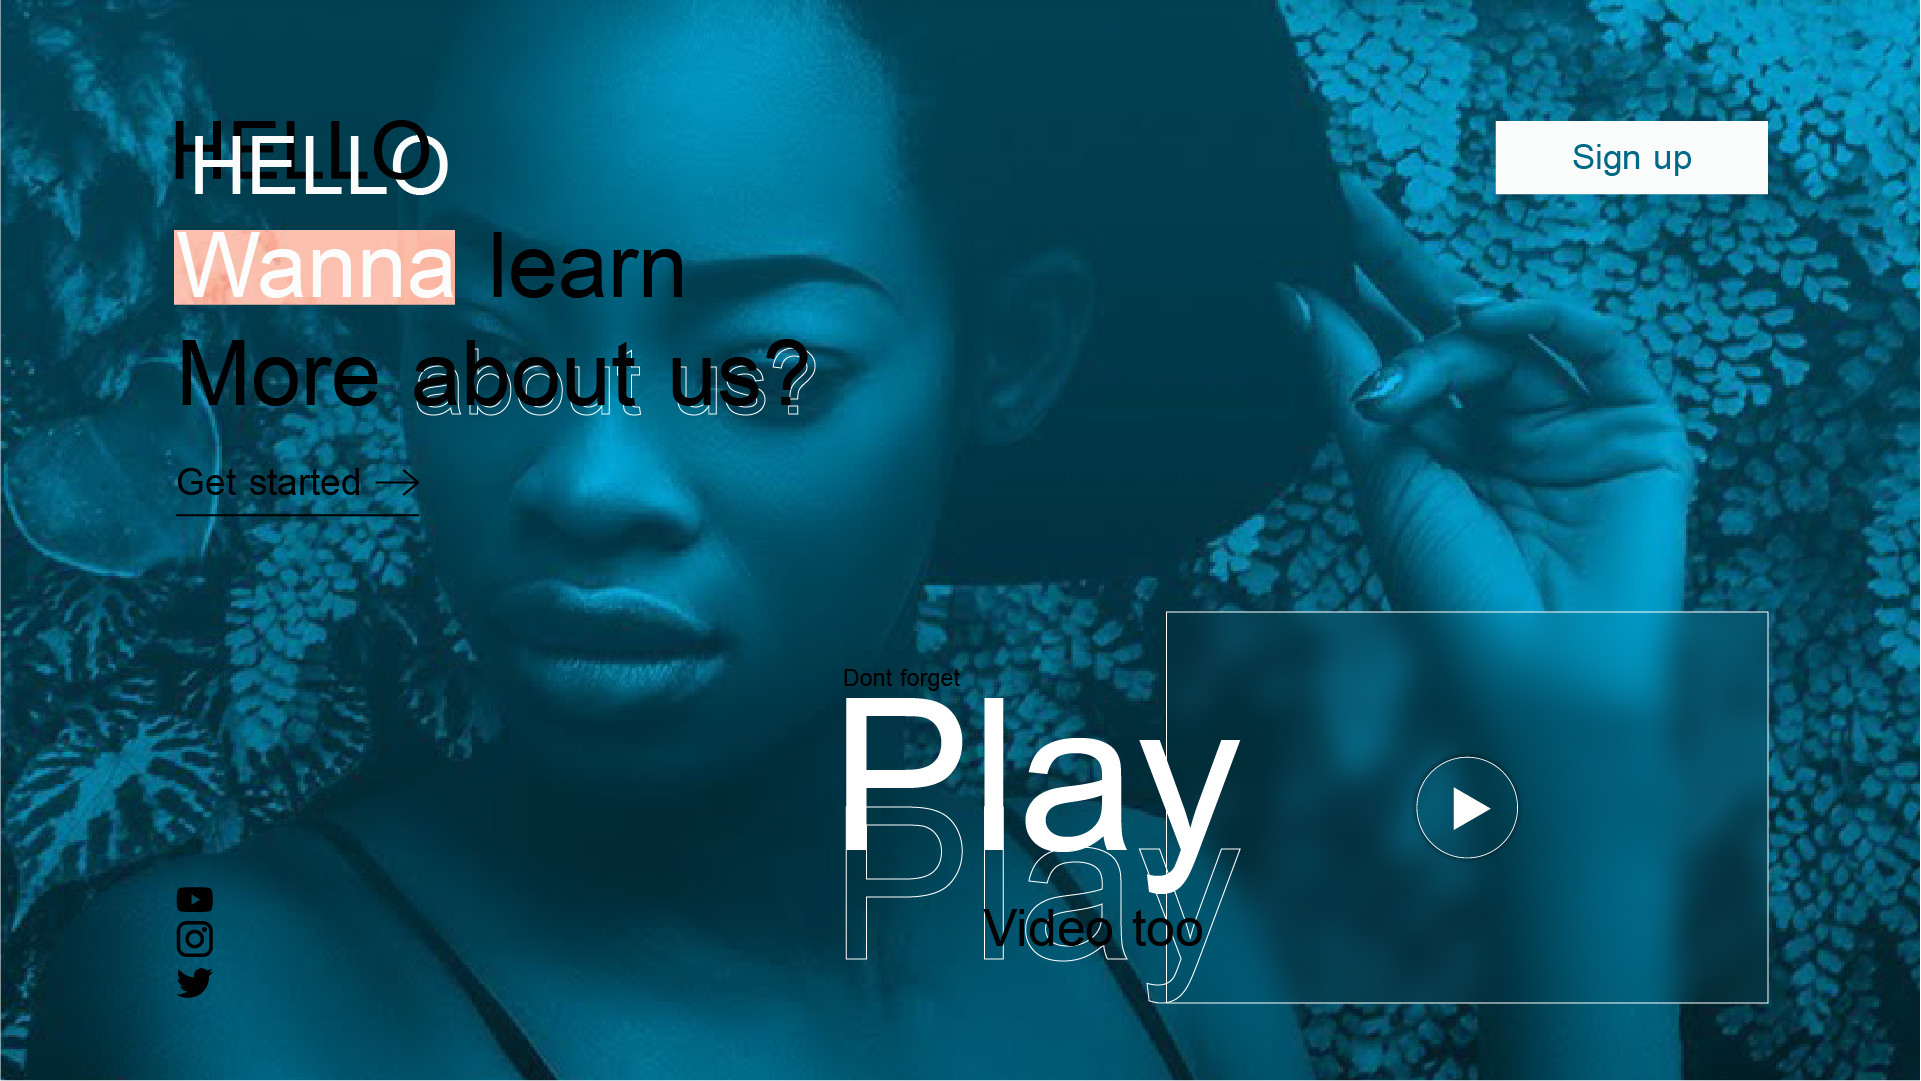 HELLO
HELLO
Sign up
Wanna learn
More about us?
about us?
Get started
Dont forget
Play
Play
Video too